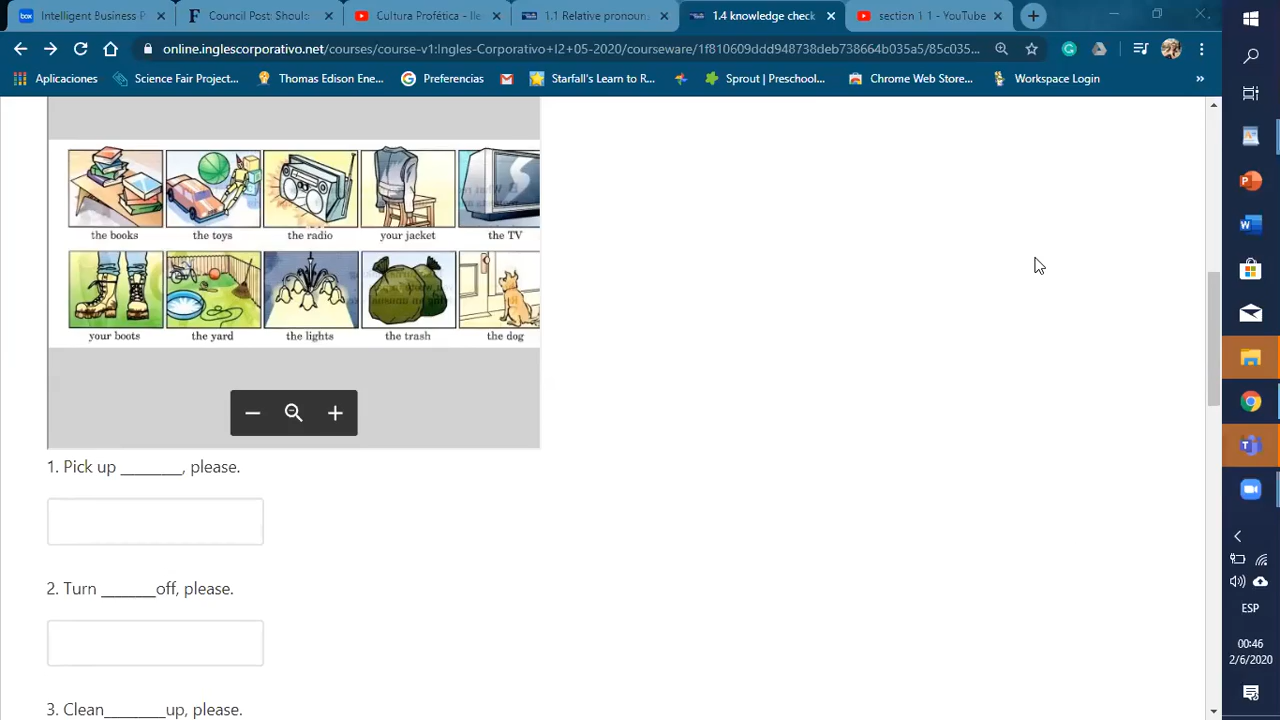 Intelligent Business P
Council Post: Should
Cultura Profética - Ile
1.1 Relative pronoun
1.4 knowledge check
section 1 1 - YouTube
online.inglescorporativo.net/courses/course-v1:Ingles-Corporativo+I2+05-2020/courseware/1f810609ddd948738deb738664b035a5/85c035...
Aplicaciones
Science Fair Project...
Thomas Edison Ene...
Preferencias
Starfall's Learn to R...
Sprout | Preschool...
Chrome Web Store...
Workspace Login
»
the books
the toys
the radio
your jacket
the TV
your boots
the yard
the lights
the trash
the dog
1. Pick up ________, please.
2. Turn _______off, please.
3. Clean________up, please.
ESP
00:46
2/6/2020